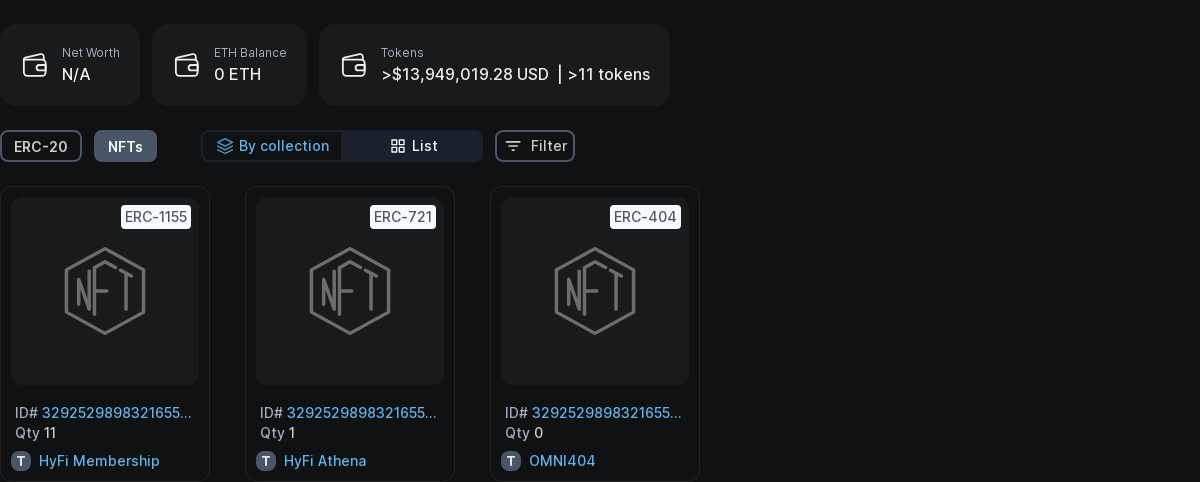 Net Worth
N/A
ETH Balance
0 ETH
Tokens
>$13,949,019.28 USD | >11 tokens
ERC-20
NFTs
By collection
List
Filter
ERC-1155
NFT
ID# 3292529898321655...
Qty 11
T HyFi Membership
ERC-721
NFT
ID# 3292529898321655...
Qty 1
T HyFi Athena
ERC-404
NFT
ID# 3292529898321655...
Qty 0
T OMNI404